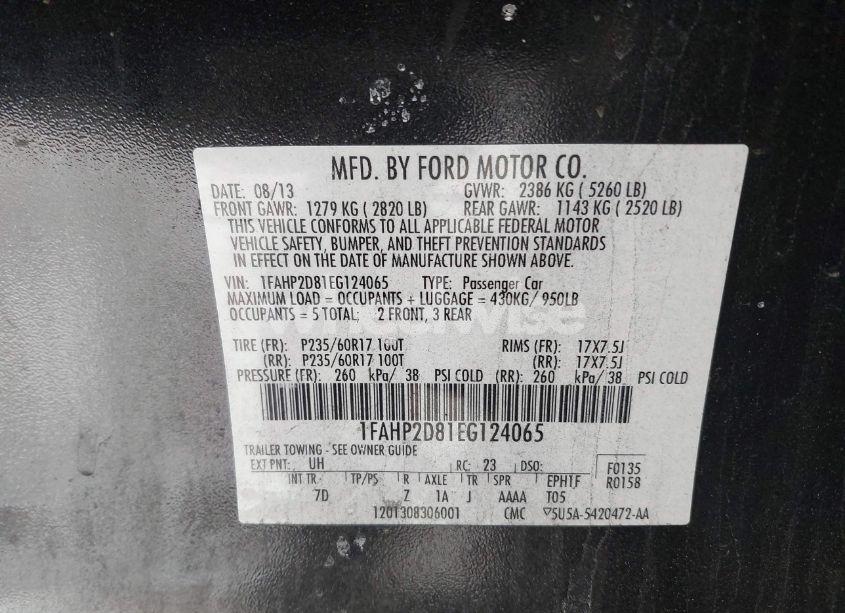 MFD. BY FORD MOTOR CO.
DATE: 08/13 GVWR: 2386 KG ( 5260 LB)
FRONT GAWR: 1279 KG ( 2820 LB) REAR GAWR: 1143 KG ( 2520 LB)
THIS VEHICLE CONFORMS TO ALL APPLICABLE FEDERAL MOTOR
VEHICLE SAFETY, BUMPER, AND THEFT PREVENTION STANDARDS
IN EFFECT ON THE DATE OF MANUFACTURE SHOWN ABOVE.
VIN: 1FAHP2D81EG124065 TYPE: Passenger Car
MAXIMUM LOAD = OCCUPANTS + LUGGAGE = 430KG/ 950LB
OCCUPANTS = 5 TOTAL; 2 FRONT, 3 REAR
TIRE (FR): P235/60R17 100T RIMS (FR): 17X7.5J
(RR): P235/60R17 100T (RR): 17X7.5J
PRESSURE (FR): 260 kPa/ 38 PSI COLD (RR): 260 kPa/ 38 PSI COLD
1FAHP2D81EG124065
TRAILER TOWING - SEE OWNER GUIDE
EXT PNT: UH RC: 23 DSO: F0135
INT TR TP/PS R AXLE TR SPR EPH1F R0158
7D Z 1A J AAAA T05
1201308306001 CMC ▽5U5A-5420472-AA